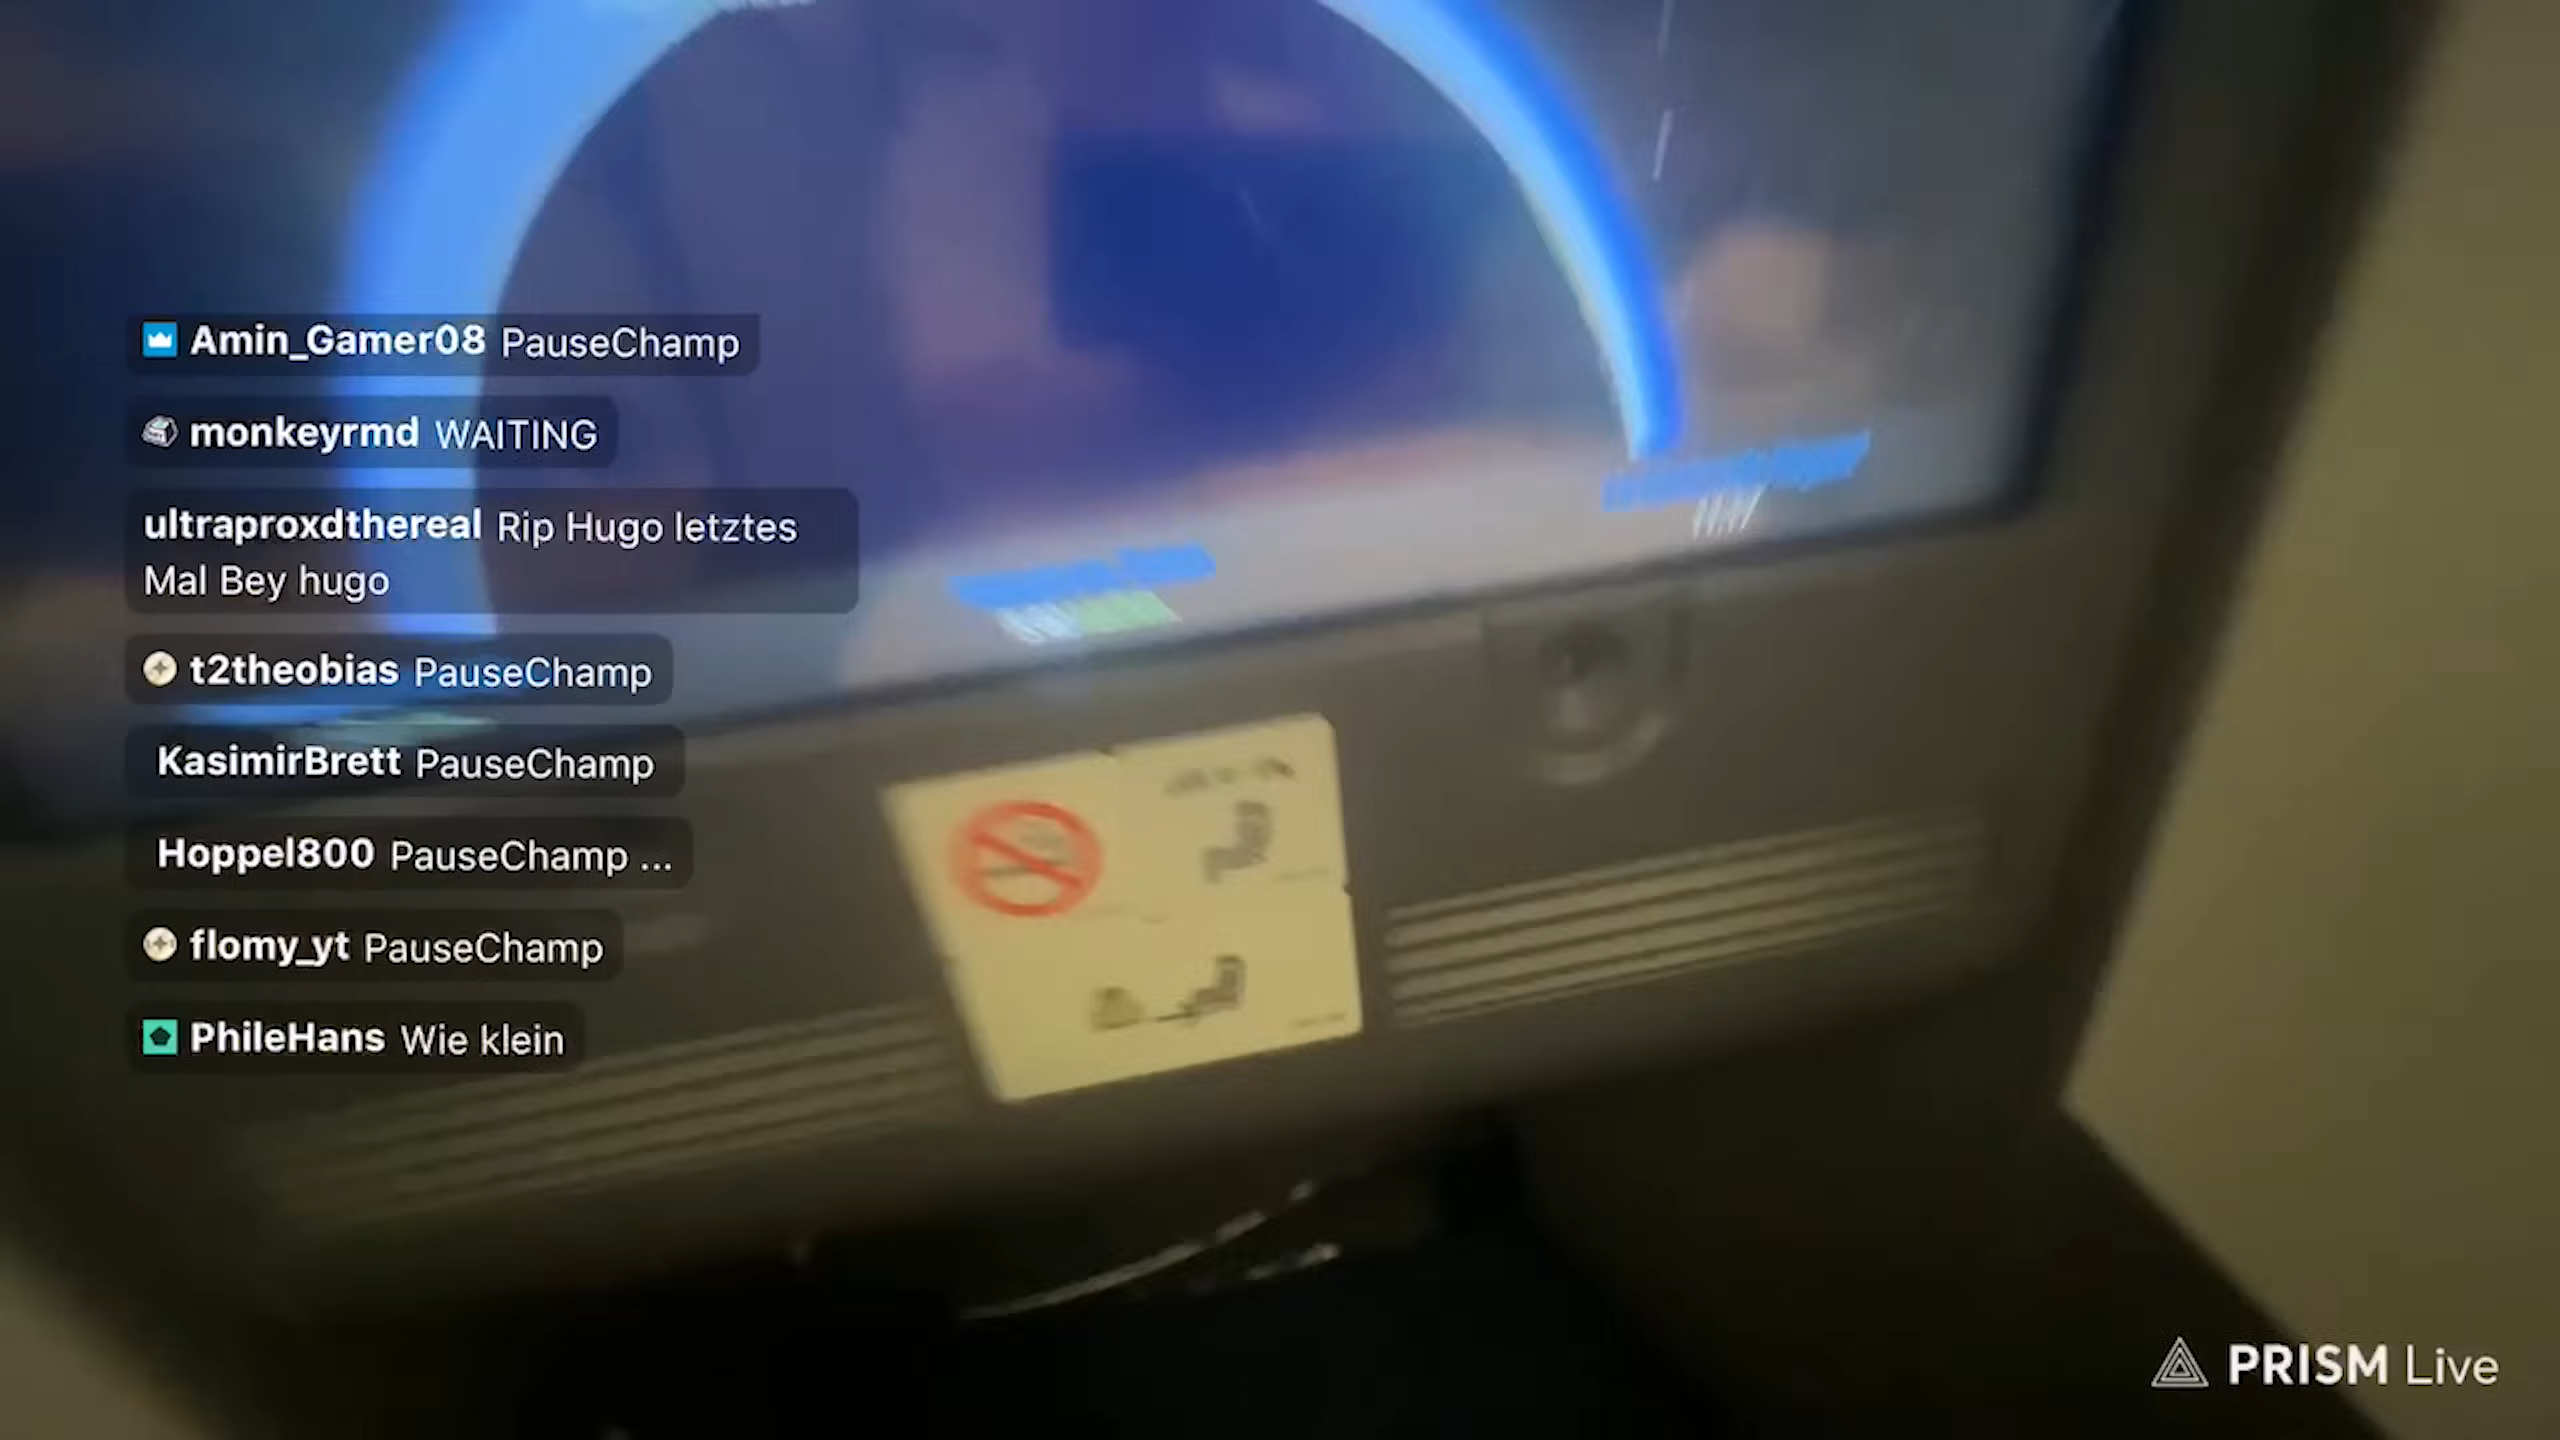 Amin_Gamer08 PauseChamp
monkeyrmd WAITING
ultraproxdthereal Rip Hugo letztes
Mal Bey hugo
t2theobias PauseChamp
KasimirBrett PauseChamp
Hoppel800 PauseChamp ...
flomy_yt PauseChamp
PhileHans Wie klein
PRISM Live